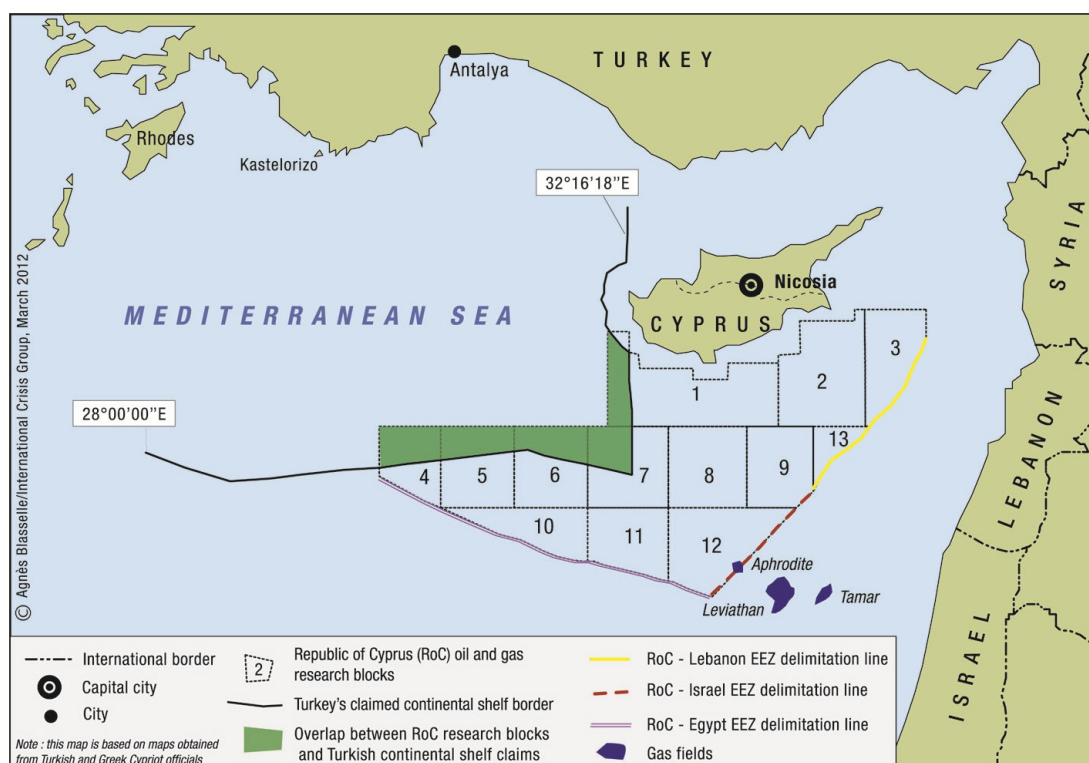 TURKEY
Antalya
Rhodes
Kastelorizo
32°16'18"E
SYRIA
Nicosia
MEDITERRANEAN SEA
CYPRUS
3
2
1
28°00'00"E
13
LEBANON
4
5
6
7
8
9
10
11
12
Aphrodite
Leviathan
Tamar
ISRAEL
© Agnès Blasselle/International Crisis Group, March 2012
International border
Capital city
City
Note : this map is based on maps obtained
from Turkish and Greek Cypriot officials
2
Republic of Cyprus (RoC) oil and gas
research blocks
Turkey's claimed continental shelf border
Overlap between RoC research blocks
and Turkish continental shelf claims
RoC - Lebanon EEZ delimitation line
RoC - Israel EEZ delimitation line
RoC - Egypt EEZ delimitation line
Gas fields